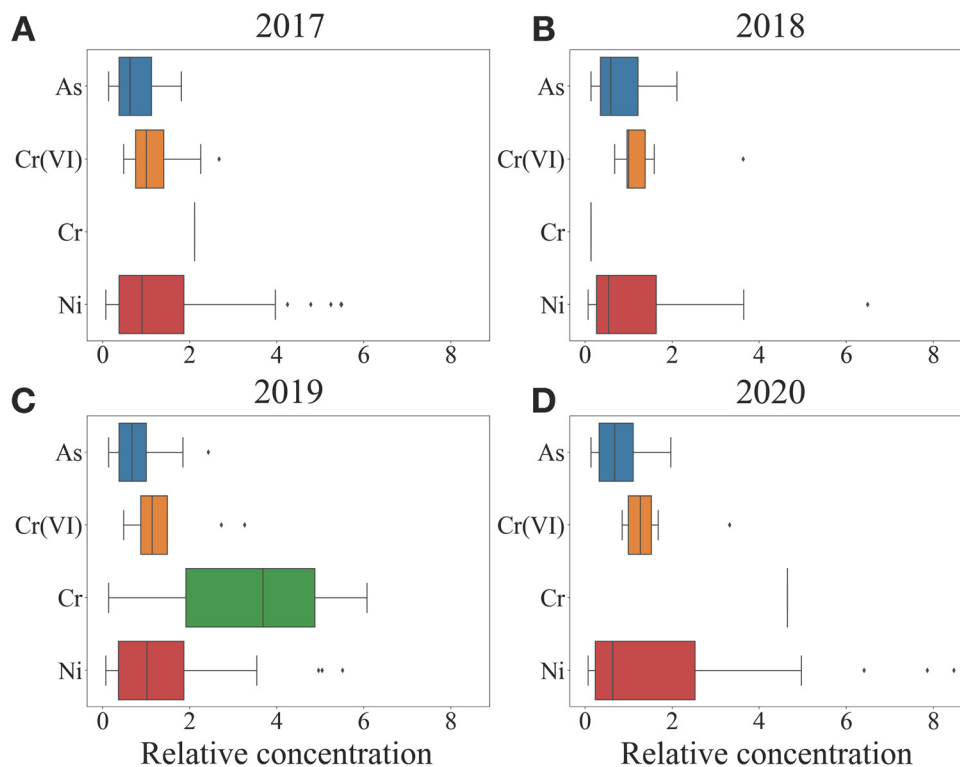 A 2017
As
Cr(VI)
Cr
Ni
0 2 4 6 8
B 2018
As
Cr(VI)
Cr
Ni
0 2 4 6 8
C 2019
As
Cr(VI)
Cr
Ni
0 2 4 6 8
Relative concentration
D 2020
As
Cr(VI)
Cr
Ni
0 2 4 6 8
Relative concentration